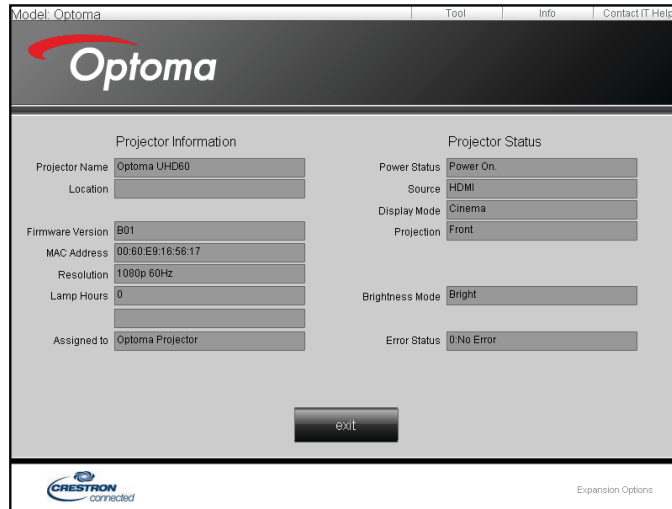 Model: Optoma
Tool
Info
Contact IT Help
Optoma
Projector Information
Projector Name Optoma UHD60
Location
Firmware Version B01
MAC Address 00:60:E9:16:56:17
Resolution 1080p 60Hz
Lamp Hours 0
Assigned to Optoma Projector
Projector Status
Power Status Power On.
Source HDMI
Display Mode Cinema
Projection Front
Brightness Mode Bright
Error Status 0:No Error
exit
CRESTRON
connected
Expansion Options